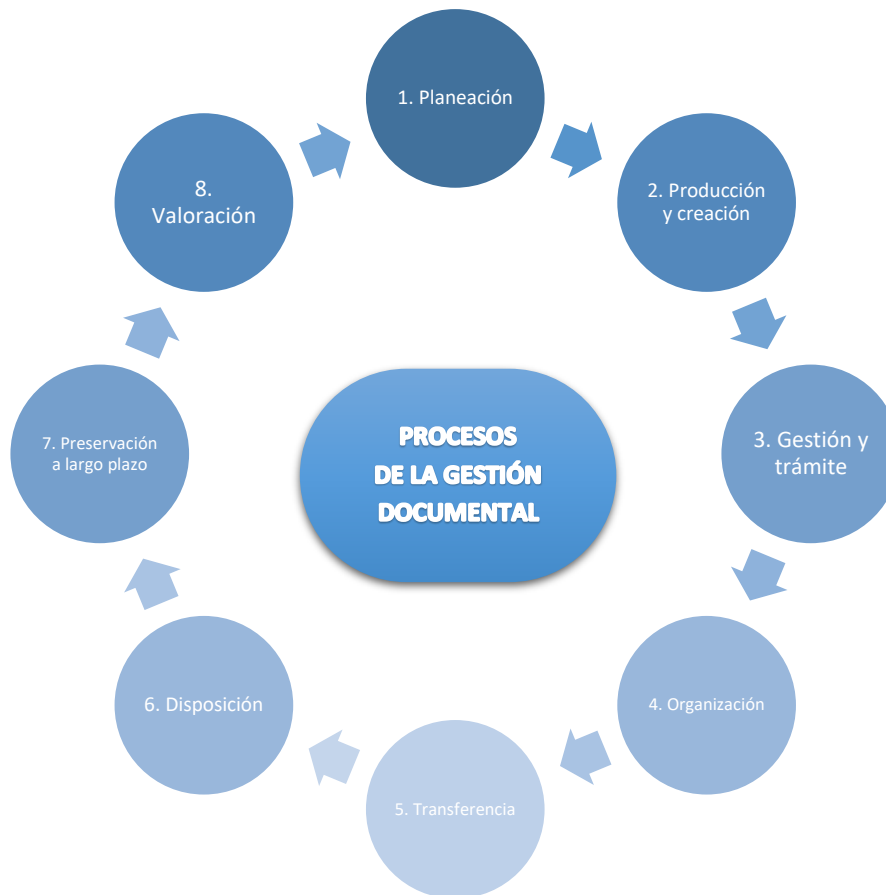 1. Planeación
2. Producción
y creación
3. Gestión y
trámite
4. Organización
5. Transferencia
6. Disposición
7. Preservación
a largo plazo
8.
Valoración
PROCESOS
DE LA GESTIÓN
DOCUMENTAL